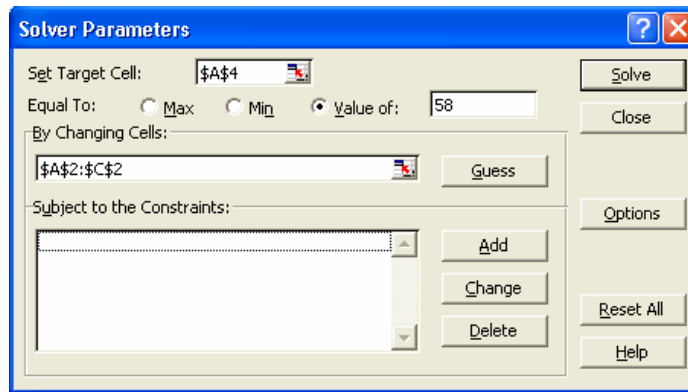 Solver Parameters
?
Set Target Cell: $A$4 Solve
Equal To: Max Min Value of: 58 Close
By Changing Cells:
$A$2:$C$2 Guess
Subject to the Constraints: Options
Add
Change
Reset All
Delete
Help